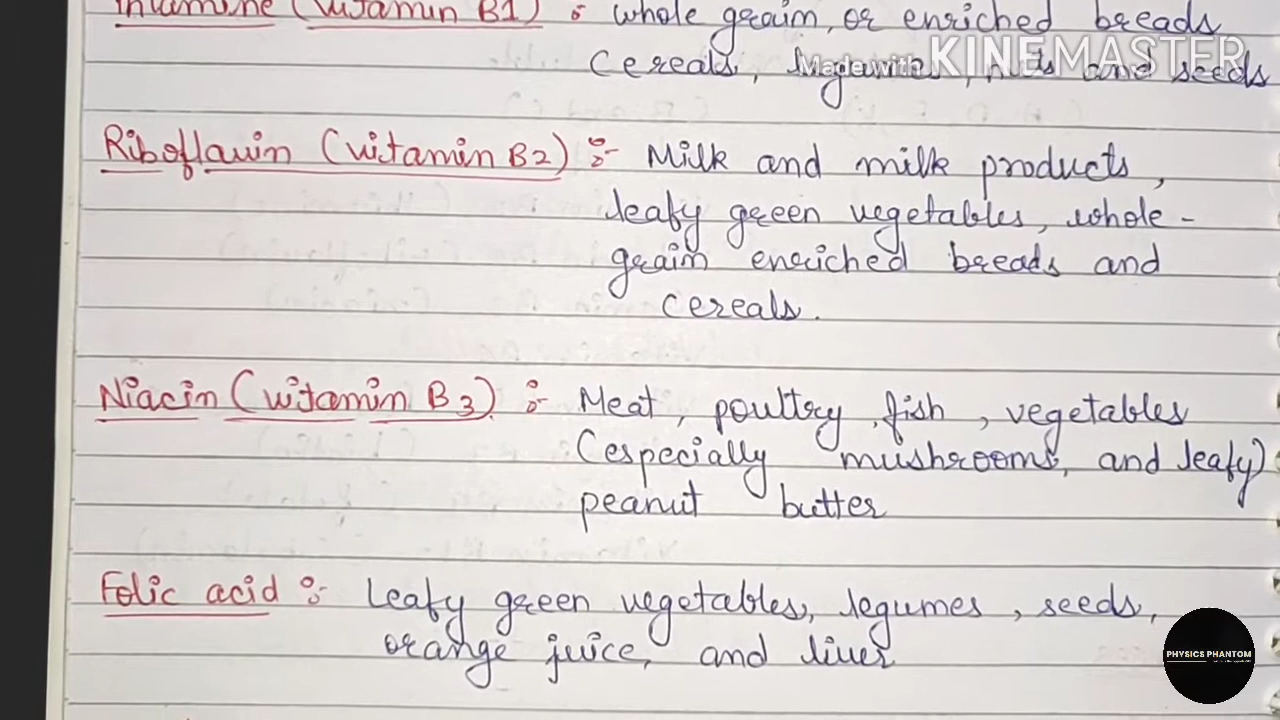 Thiamine (Vitamin B1) :- whole graim, or enriched breads
Cereals, legumes, nuts and seeds
Made with KINEMASTER
Riboflavin (vitamin B2) :- Milk and milk products,
leafy green vegetables, whole-
graim enriched breads and
cereals.
Niacin (vitamin B3) :- Meat, poultry, fish, vegetables
(especially mushrooms, and leafy)
peanut butter
Folic acid :- Leafy green vegetables, legumes, seeds,
orange juice, and liver
PHYSICS PHANTOM